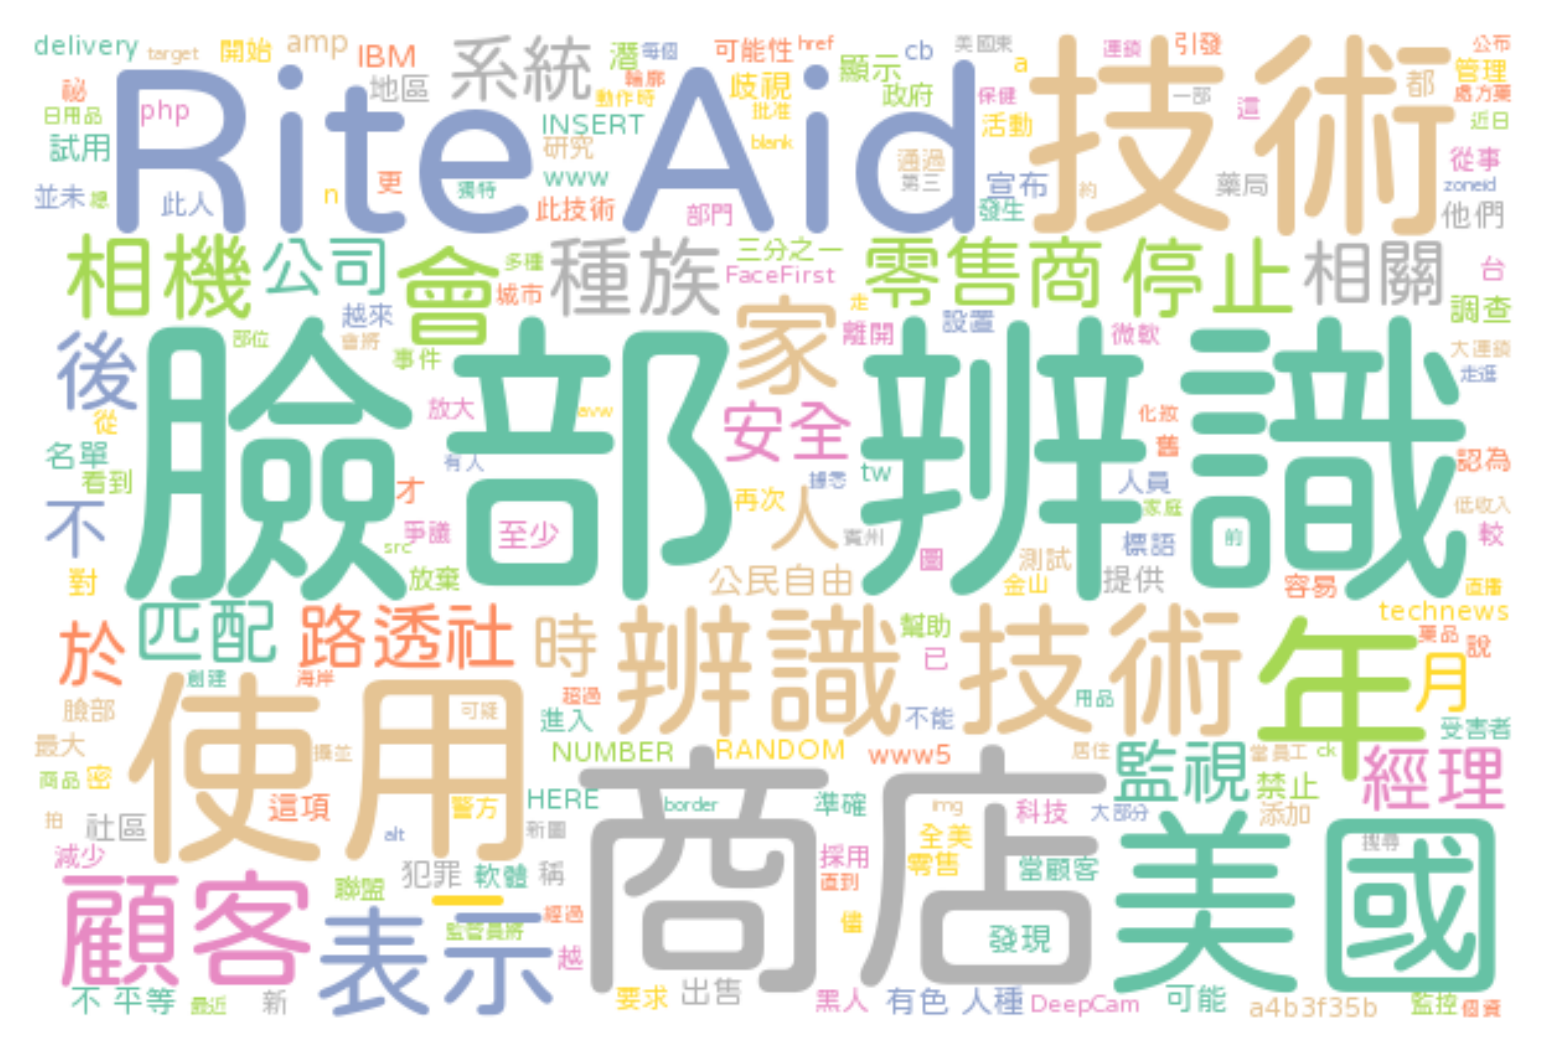 delivery target 開始 amp IBM 系統 潛 每個 可能性 href 顯示 cb 美國東 a 技術 連鎖 引發 公布
祕 地區 輪廓 動作時 歧視 批准 政府 保健 一部 都 管理 處方藥
日用品 php Rite Aid INSERT 活動 這 近日
試用 研究 blank 通過 從事
並未 總 此人 n 更 獨特 www 第三 宣布 約 藥局 zoneid
此技術 部門 發生 他們
相機 公司 會 多種 種族 三分之一 零售商 停止 相關 台
城市 FaceFirst 走 調查
後 越來 家 離開 設置 微軟 大連鎖
部位 會將 事件 走進
臉部辨識
從 放大 avw 安全 化妝
名單 有人 舊 認為
看到 才 再次 據悉 tw 人員
不 爭議 至少 人 賓州 家庭 低收入
src 圖 標語 前 較
對 放棄 公民自由 測試 金山 提供 容易 直播
於 匹配 路透社 時 辨識技術 幫助 年 technews
創建 海岸 已 藥品 說
臉部 使用 可能 超過 進入 不能 用品 月 受害者
最大 攝並 NUMBER RANDOM www5 居住 監視 當員工 ck 經理
商品 密 這項 警方 HERE 商店 border img 準確 科技 大部分 禁止 添加
拍 社區 alt 新圖 全美 美國 搜尋
減少 採用 零售 當顧客
顧客 聯盟 犯罪 軟體 稱 直到
表示 監管員將 經過 僅 發現
越
不 平等 最近 新 要求 出售 黑人 有色 人種 DeepCam 可能 a4b3f35b 監控 個資